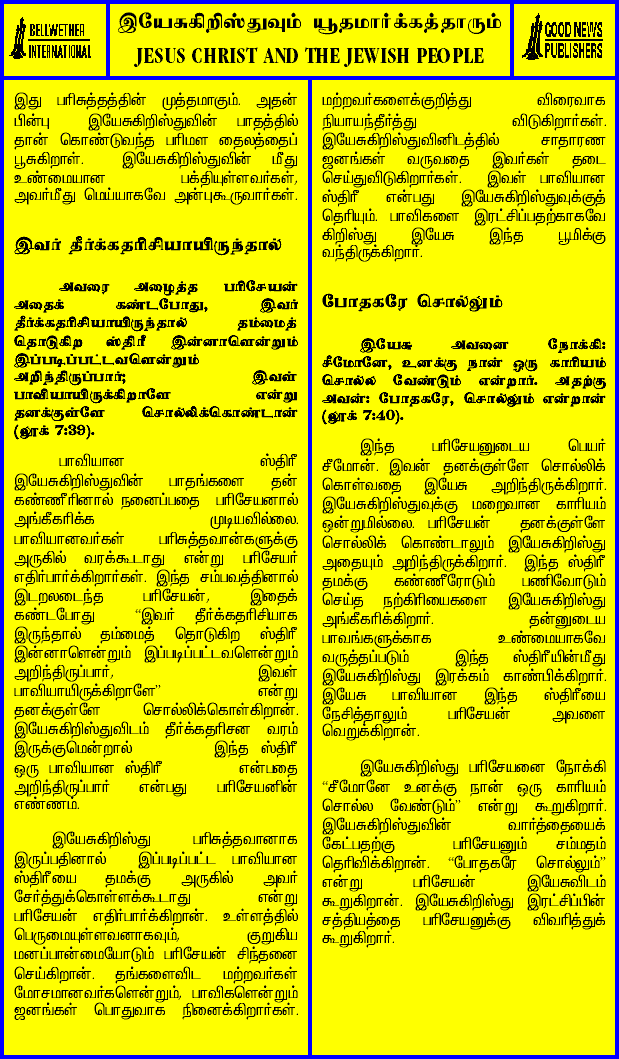 BELLWETHER
INTERNATIONAL
இயேசுகிறிஸ்துவும் யூதமார்க்கத்தாரும்
JESUS CHRIST AND THE JEWISH PEOPLE
GOOD NEWS
PUBLISHERS
இது பரிசுத்தத்தின் முத்தமாகும். அதன்
பின்பு இயேசுகிறிஸ்துவின் பாதத்தில்
தான் கொண்டுவந்த பரிமள தைலத்தைப்
பூசுகிறாள். இயேசுகிறிஸ்துவின் மீது
உண்மையான பக்தியுள்ளவர்கள்,
அவர்மீது மெய்யாகவே அன்புகூருவார்கள்.
இவர் தீர்க்கதரிசியாயிருந்தால்
அவரை அழைத்த பரிசேயன்
அதைக் கண்டபோது, இவர்
தீர்க்கதரிசியாயிருந்தால் தம்மைத்
தொடுகிற ஸ்திரீ இன்னாளென்றும்
இப்படிப்பட்டவளென்றும்
அறிந்திருப்பார்; இவள்
பாவியாயிருக்கிறாளே என்று
தனக்குள்ளே சொல்லிக்கொண்டான்
(லூக் 7:39).
பாவியான ஸ்திரீ
இயேசுகிறிஸ்துவின் பாதங்களை தன்
கண்ணீரினால் நனைப்பதை பரிசேயனால்
அங்கீகரிக்க முடியவில்லை.
பாவியானவர்கள் பரிசுத்தவான்களுக்கு
அருகில் வரக்கூடாது என்று பரிசேயர்
எதிர்பார்க்கிறார்கள். இந்த சம்பவத்தினால்
இடறலடைந்த பரிசேயன், இதைக்
கண்டபோது “இவர் தீர்க்கதரிசியாக
இருந்தால் தம்மைத் தொடுகிற ஸ்திரீ
இன்னாளென்றும் இப்படிப்பட்டவளென்றும்
அறிந்திருப்பார், இவள்
பாவியாயிருக்கிறாளே” என்று
தனக்குள்ளே சொல்லிக்கொள்கிறான்.
இயேசுகிறிஸ்துவிடம் தீர்க்கதரிசன வரம்
இருக்குமென்றால் இந்த ஸ்திரீ
ஒரு பாவியான ஸ்திரீ என்பதை
அறிந்திருப்பார் என்பது பரிசேயனின்
எண்ணம்.
இயேசுகிறிஸ்து பரிசுத்தவானாக
இருப்பதினால் இப்படிப்பட்ட பாவியான
ஸ்திரீயை தமக்கு அருகில் அவர்
சேர்த்துக்கொள்ளக்கூடாது என்று
பரிசேயன் எதிர்பார்க்கிறான். உள்ளத்தில்
பெருமையுள்ளவனாகவும், குறுகிய
மனப்பான்மையோடும் பரிசேயன் சிந்தனை
செய்கிறான். தங்களைவிட மற்றவர்கள்
மோசமானவர்களென்றும், பாவிகளென்றும்
ஜனங்கள் பொதுவாக நினைக்கிறார்கள்.
மற்றவர்களைக்குறித்து விரைவாக
நியாயந்தீர்த்து விடுகிறார்கள்.
இயேசுகிறிஸ்துவினிடத்தில் சாதாரண
ஜனங்கள் வருவதை இவர்கள் தடை
செய்துவிடுகிறார்கள். இவள் பாவியான
ஸ்திரீ என்பது இயேசுகிறிஸ்துவுக்குத்
தெரியும். பாவிகளை இரட்சிப்பதற்காகவே
கிறிஸ்து இயேசு இந்த பூமிக்கு
வந்திருக்கிறார்.
போதகரே சொல்லும்
இயேசு அவனை நோக்கி:
சீமோனே, உனக்கு நான் ஒரு காரியம்
சொல்ல வேண்டும் என்றார். அதற்கு
அவன்: போதகரே, சொல்லும் என்றான்
(லூக் 7:40).
இந்த பரிசேயனுடைய பெயர்
சீமோன். இவன் தனக்குள்ளே சொல்லிக்
கொள்வதை இயேசு அறிந்திருக்கிறார்.
இயேசுகிறிஸ்துவுக்கு மறைவான காரியம்
ஒன்றுமில்லை. பரிசேயன் தனக்குள்ளே
சொல்லிக் கொண்டாலும் இயேசுகிறிஸ்து
அதையும் அறிந்திருக்கிறார். இந்த ஸ்திரீ
தமக்கு கண்ணீரோடும் பணிவோடும்
செய்த நற்கிரியைகளை இயேசுகிறிஸ்து
அங்கீகரிக்கிறார். தன்னுடைய
பாவங்களுக்காக உண்மையாகவே
வருத்தப்படும் இந்த ஸ்திரீயின்மீது
இயேசுகிறிஸ்து இரக்கம் காண்பிக்கிறார்.
இயேசு பாவியான இந்த ஸ்திரீயை
நேசித்தாலும் பரிசேயன் அவளை
வெறுக்கிறான்.
இயேசுகிறிஸ்து பரிசேயனை நோக்கி
“சீமோனே உனக்கு நான் ஒரு காரியம்
சொல்ல வேண்டும்” என்று கூறுகிறார்.
இயேசுகிறிஸ்துவின் வார்த்தையைக்
கேட்பதற்கு பரிசேயனும் சம்மதம்
தெரிவிக்கிறான். “போதகரே சொல்லும்”
என்று பரிசேயன் இயேசுவிடம்
கூறுகிறான். இயேசுகிறிஸ்து இரட்சிப்பின்
சத்தியத்தை பரிசேயனுக்கு விவரித்துக்
கூறுகிறார்.